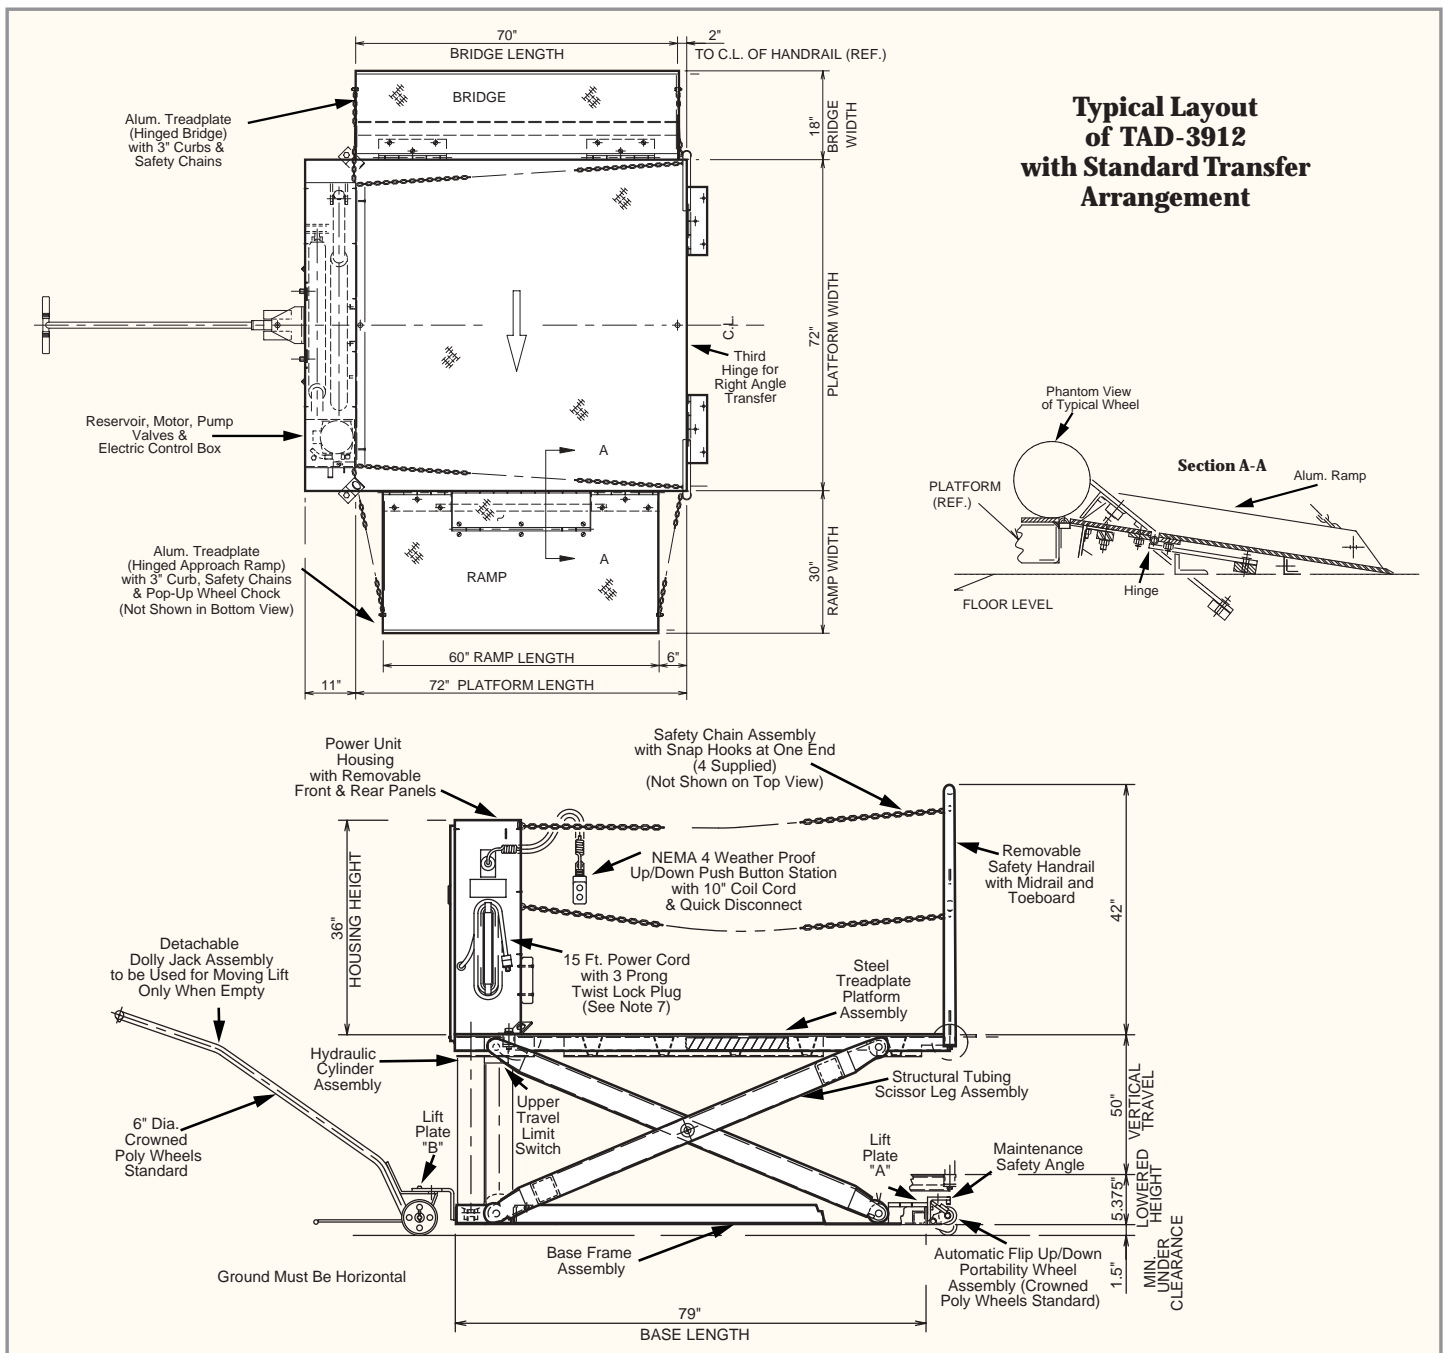 Typical Layout
of TAD-3912
with Standard Transfer
Arrangement
70"
BRIDGE LENGTH
2"
TO C.L. OF HANDRAIL (REF.)
BRIDGE
18"
BRIDGE
WIDTH
Alum. Treadplate
(Hinged Bridge)
with 3" Curbs &
Safety Chains
72"
PLATFORM WIDTH
C.L.
Third
Hinge for
Right Angle
Transfer
Reservoir, Motor, Pump
Valves &
Electric Control Box
A
A
Alum. Treadplate
(Hinged Approach Ramp)
with 3" Curb, Safety Chains
& Pop-Up Wheel Chock
(Not Shown in Bottom View)
RAMP
30"
RAMP WIDTH
60" RAMP LENGTH
6"
11"
72" PLATFORM LENGTH
Phantom View
of Typical Wheel
Section A-A
Alum. Ramp
PLATFORM
(REF.)
Hinge
FLOOR LEVEL
Power Unit
Housing
with Removable
Front & Rear Panels
Safety Chain Assembly
with Snap Hooks at One End
(4 Supplied)
(Not Shown on Top View)
NEMA 4 Weather Proof
Up/Down Push Button Station
with 10" Coil Cord
& Quick Disconnect
Removable
Safety Handrail
with Midrail and
Toeboard
42"
36"
HOUSING HEIGHT
Detachable
Dolly Jack Assembly
to be Used for Moving Lift
Only When Empty
15 Ft. Power Cord
with 3 Prong
Twist Lock Plug
(See Note 7)
Steel
Treadplate
Platform
Assembly
Hydraulic
Cylinder
Assembly
Structural Tubing
Scissor Leg Assembly
50"
VERTICAL
TRAVEL
6" Dia.
Crowned
Poly Wheels
Standard
Lift
Plate
"B"
Upper
Travel
Limit
Switch
Lift
Plate
"A"
Maintenance
Safety Angle
5.375"
LOWERED
HEIGHT
Base Frame
Assembly
Automatic Flip Up/Down
Portability Wheel
Assembly (Crowned
Poly Wheels Standard)
1.5"
MIN.
UNDER
CLEARANCE
Ground Must Be Horizontal
79"
BASE LENGTH